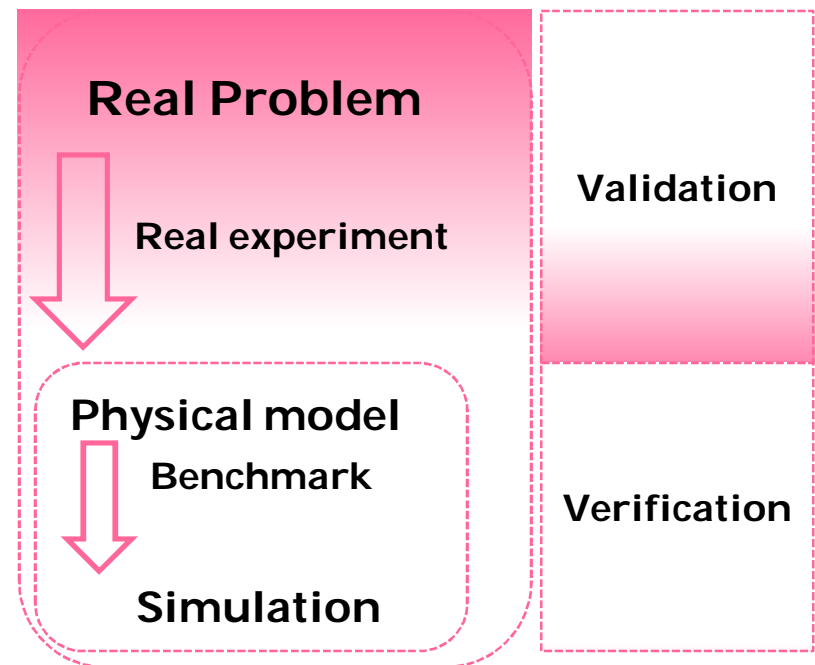 Real Problem
Real experiment
Physical model
Benchmark
Simulation
Validation
Verification